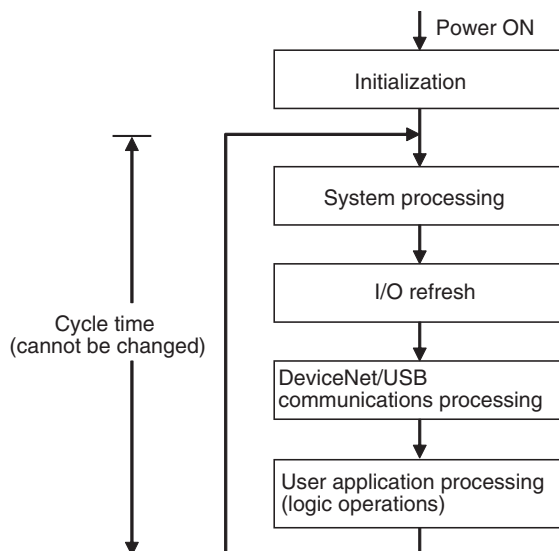 Power ON
Initialization
System processing
I/O refresh
Cycle time
(cannot be changed)
DeviceNet/USB
communications processing
User application processing
(logic operations)